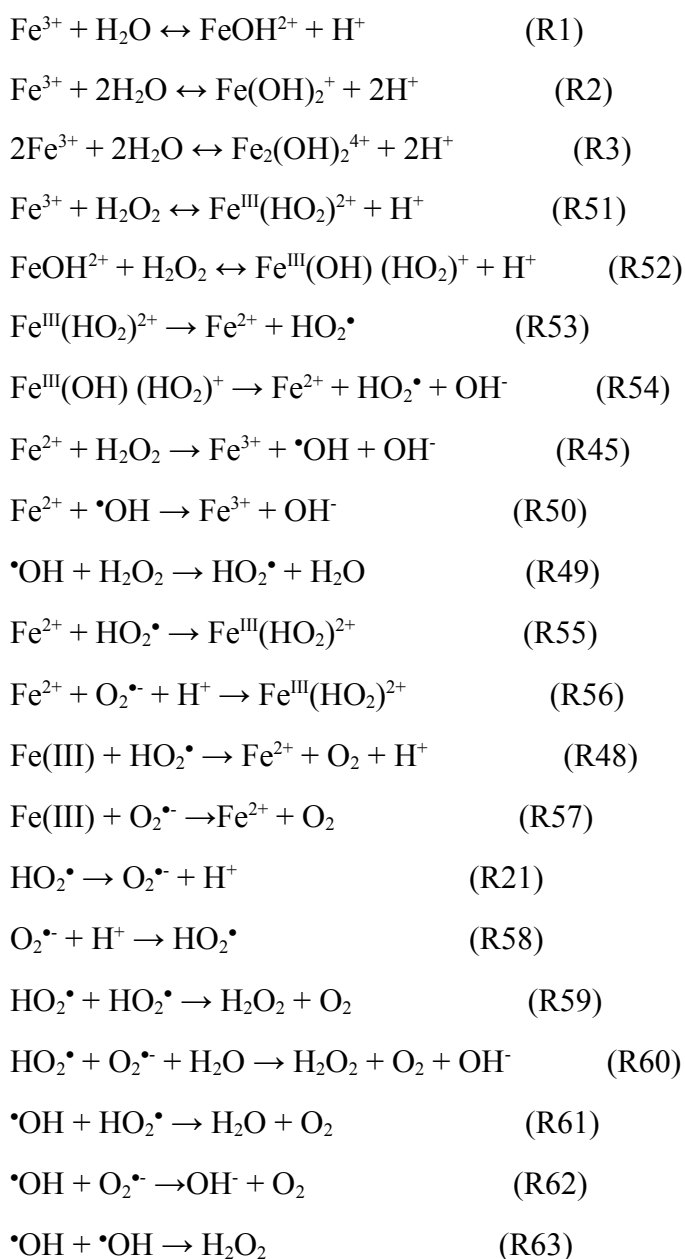 Fe³⁺ + H₂O ↔ FeOH²⁺ + H⁺ (R1)
Fe³⁺ + 2H₂O ↔ Fe(OH)₂⁺ + 2H⁺ (R2)
2Fe³⁺ + 2H₂O ↔ Fe₂(OH)₂⁴⁺ + 2H⁺ (R3)
Fe³⁺ + H₂O₂ ↔ Feᴵᴵᴵ(HO₂)²⁺ + H⁺ (R51)
FeOH²⁺ + H₂O₂ ↔ Feᴵᴵᴵ(OH) (HO₂)⁺ + H⁺ (R52)
Feᴵᴵᴵ(HO₂)²⁺ → Fe²⁺ + HO₂• (R53)
Feᴵᴵᴵ(OH) (HO₂)⁺ → Fe²⁺ + HO₂• + OH⁻ (R54)
Fe²⁺ + H₂O₂ → Fe³⁺ + •OH + OH⁻ (R45)
Fe²⁺ + •OH → Fe³⁺ + OH⁻ (R50)
•OH + H₂O₂ → HO₂• + H₂O (R49)
Fe²⁺ + HO₂• → Feᴵᴵᴵ(HO₂)²⁺ (R55)
Fe²⁺ + O₂•⁻ + H⁺ → Feᴵᴵᴵ(HO₂)²⁺ (R56)
Fe(III) + HO₂• → Fe²⁺ + O₂ + H⁺ (R48)
Fe(III) + O₂•⁻ →Fe²⁺ + O₂ (R57)
HO₂• → O₂•⁻ + H⁺ (R21)
O₂•⁻ + H⁺ → HO₂• (R58)
HO₂• + HO₂• → H₂O₂ + O₂ (R59)
HO₂• + O₂•⁻ + H₂O → H₂O₂ + O₂ + OH⁻ (R60)
•OH + HO₂• → H₂O + O₂ (R61)
•OH + O₂•⁻ →OH⁻ + O₂ (R62)
•OH + •OH → H₂O₂ (R63)